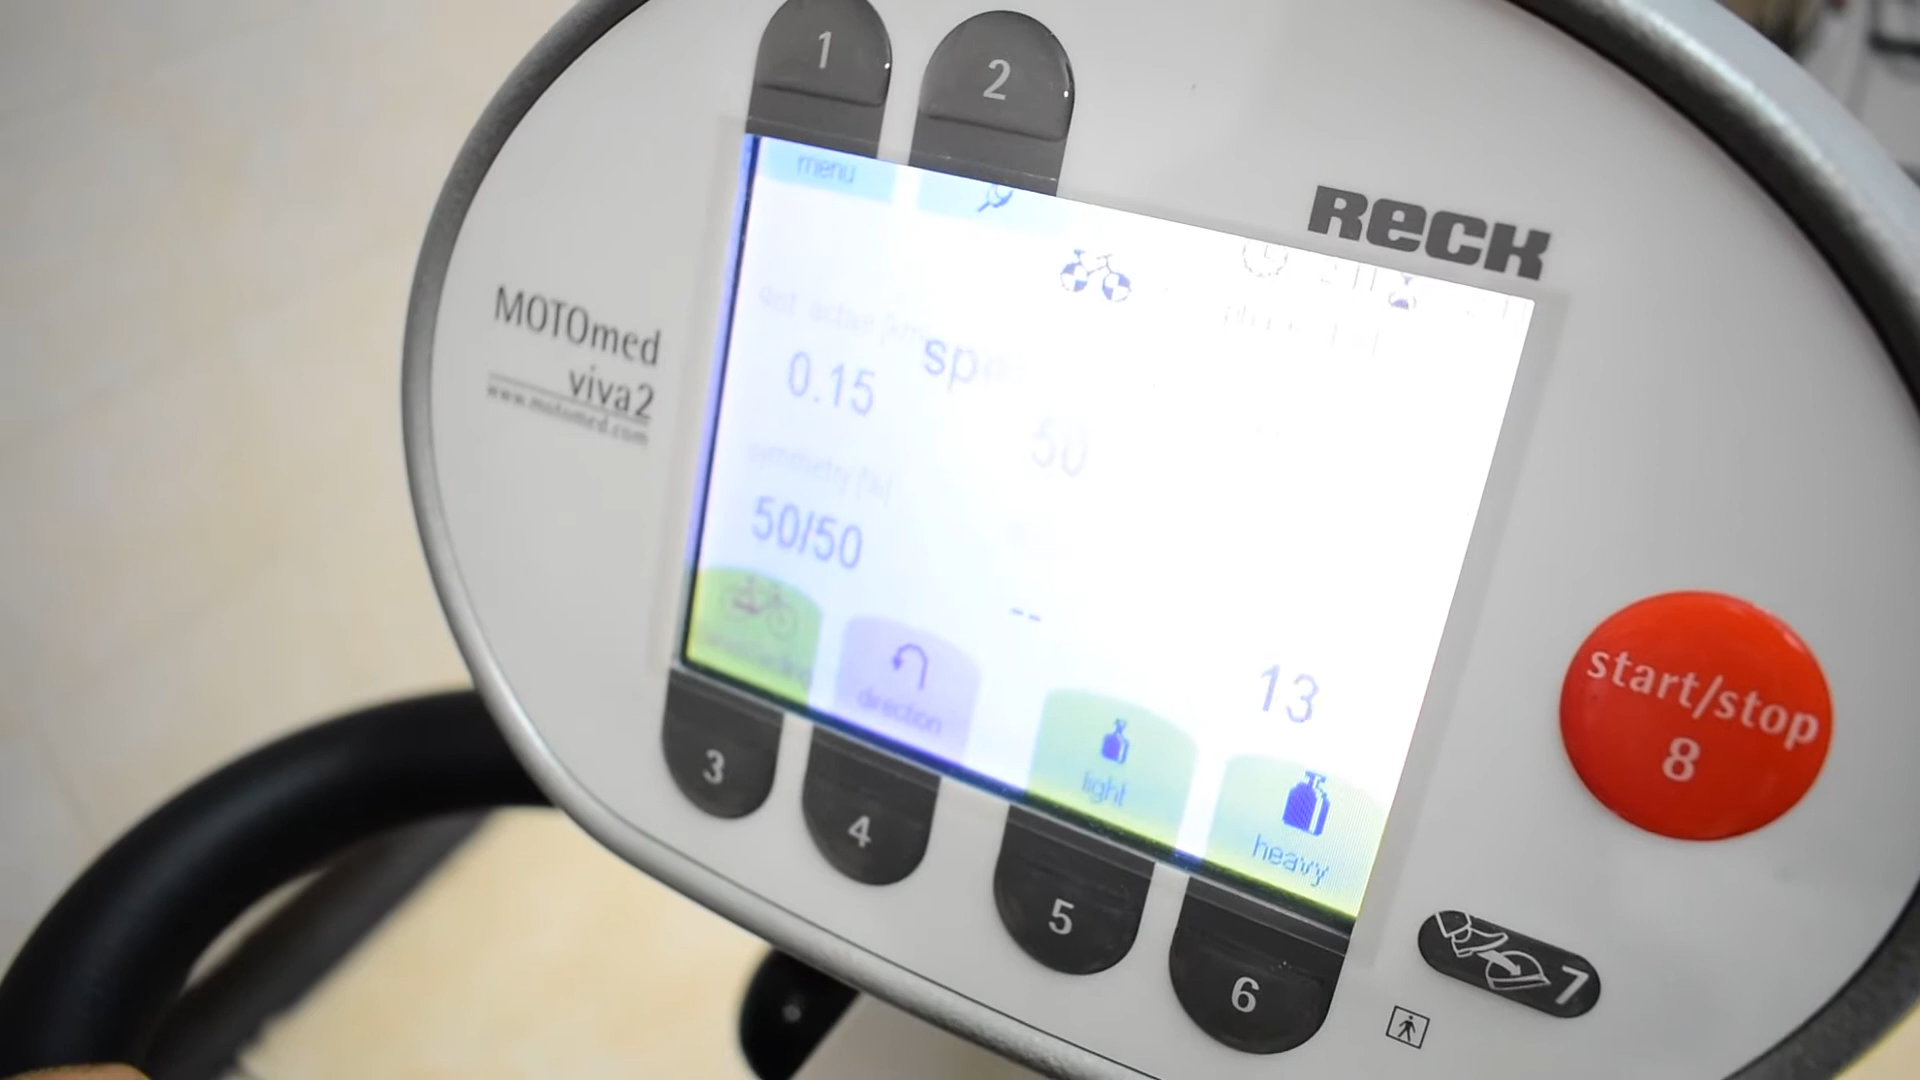 1
2
menu
RECK
MOTOmed
viva2
www.motomed.com
0.15
50
symmetry [%]
50/50
--
13
direction
light
heavy
start/stop
8
3
4
5
6
7